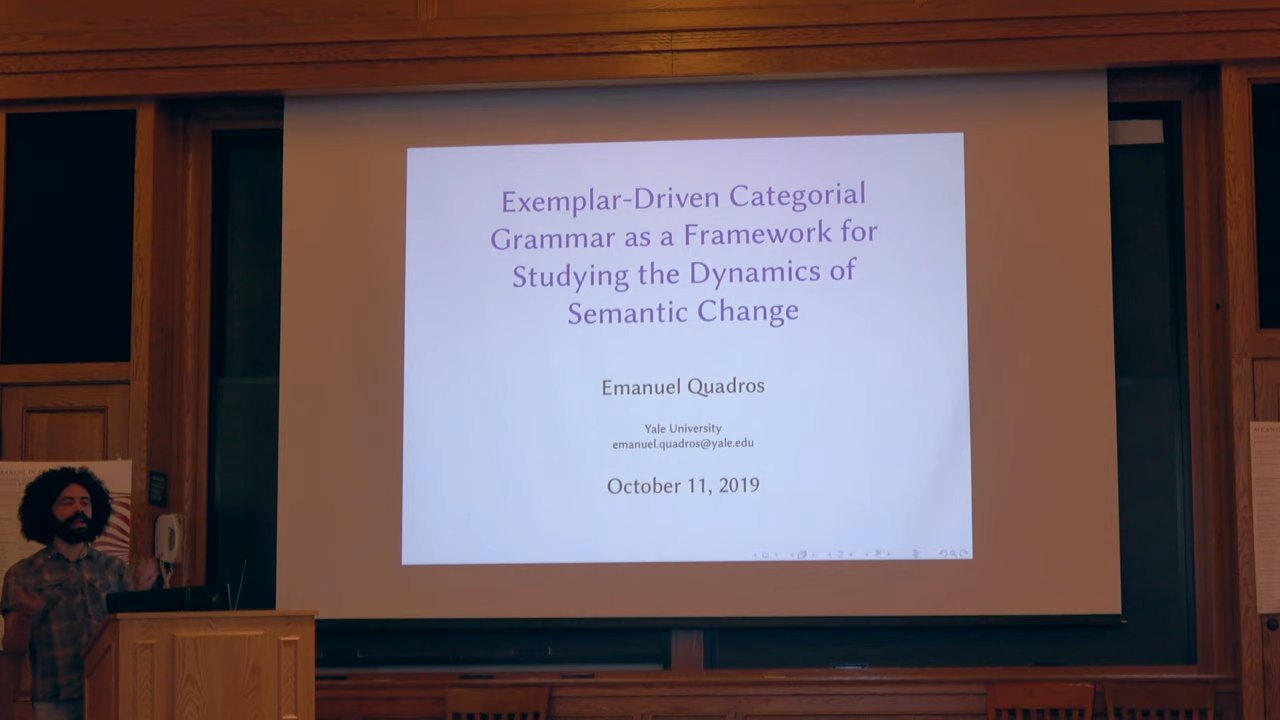 Exemplar-Driven Categorial
Grammar as a Framework for
Studying the Dynamics of
Semantic Change
Emanuel Quadros
Yale University
emanuel.quadros@yale.edu
October 11, 2019